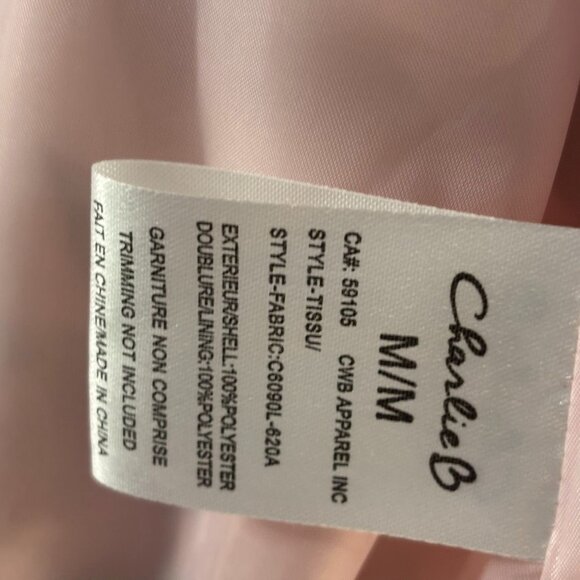 Charlie B
M/M
CA#: 59105 CWB APPAREL INC
STYLE-TISSU/
STYLE-FABRIC:C6090L-620A
EXTERIEUR/SHELL:100%POLYESTER
DOUBLURE/LINING:100%POLYESTER
GARNITURE NON COMPRISE
TRIMMING NOT INCLUDED
FAIT EN CHINE/MADE IN CHINA